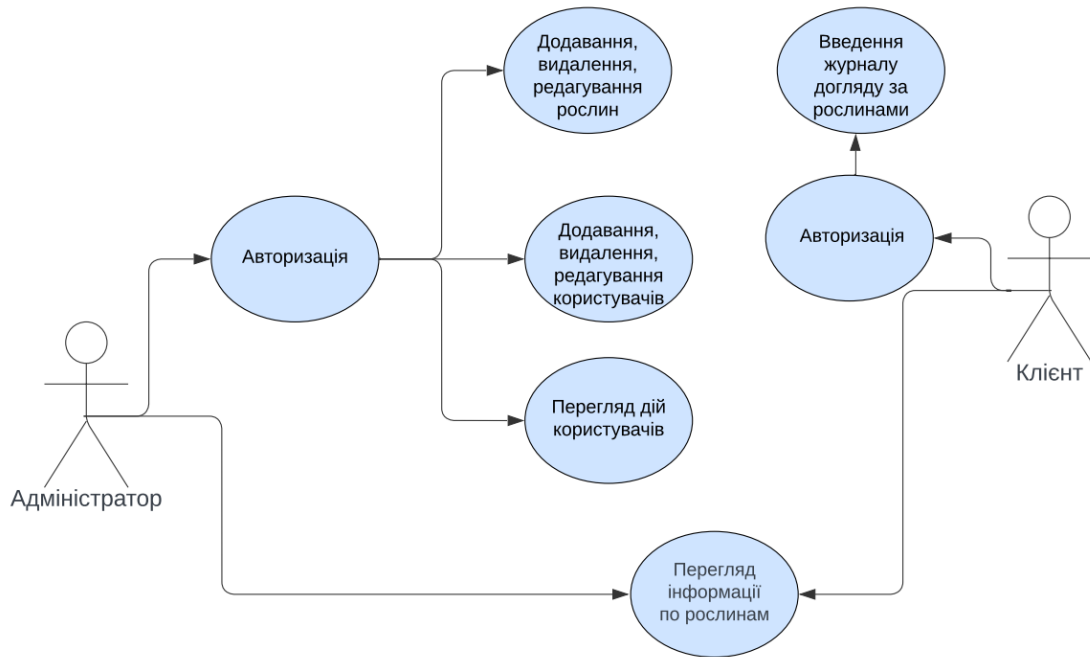 Додавання,
видалення,
редагування
рослин
Введення
журналу
догляду за
рослинами
Авторизація
Додавання,
видалення,
редагування
користувачів
Авторизація
Клієнт
Перегляд дій
користувачів
Адміністратор
Перегляд
інформації
по рослинам